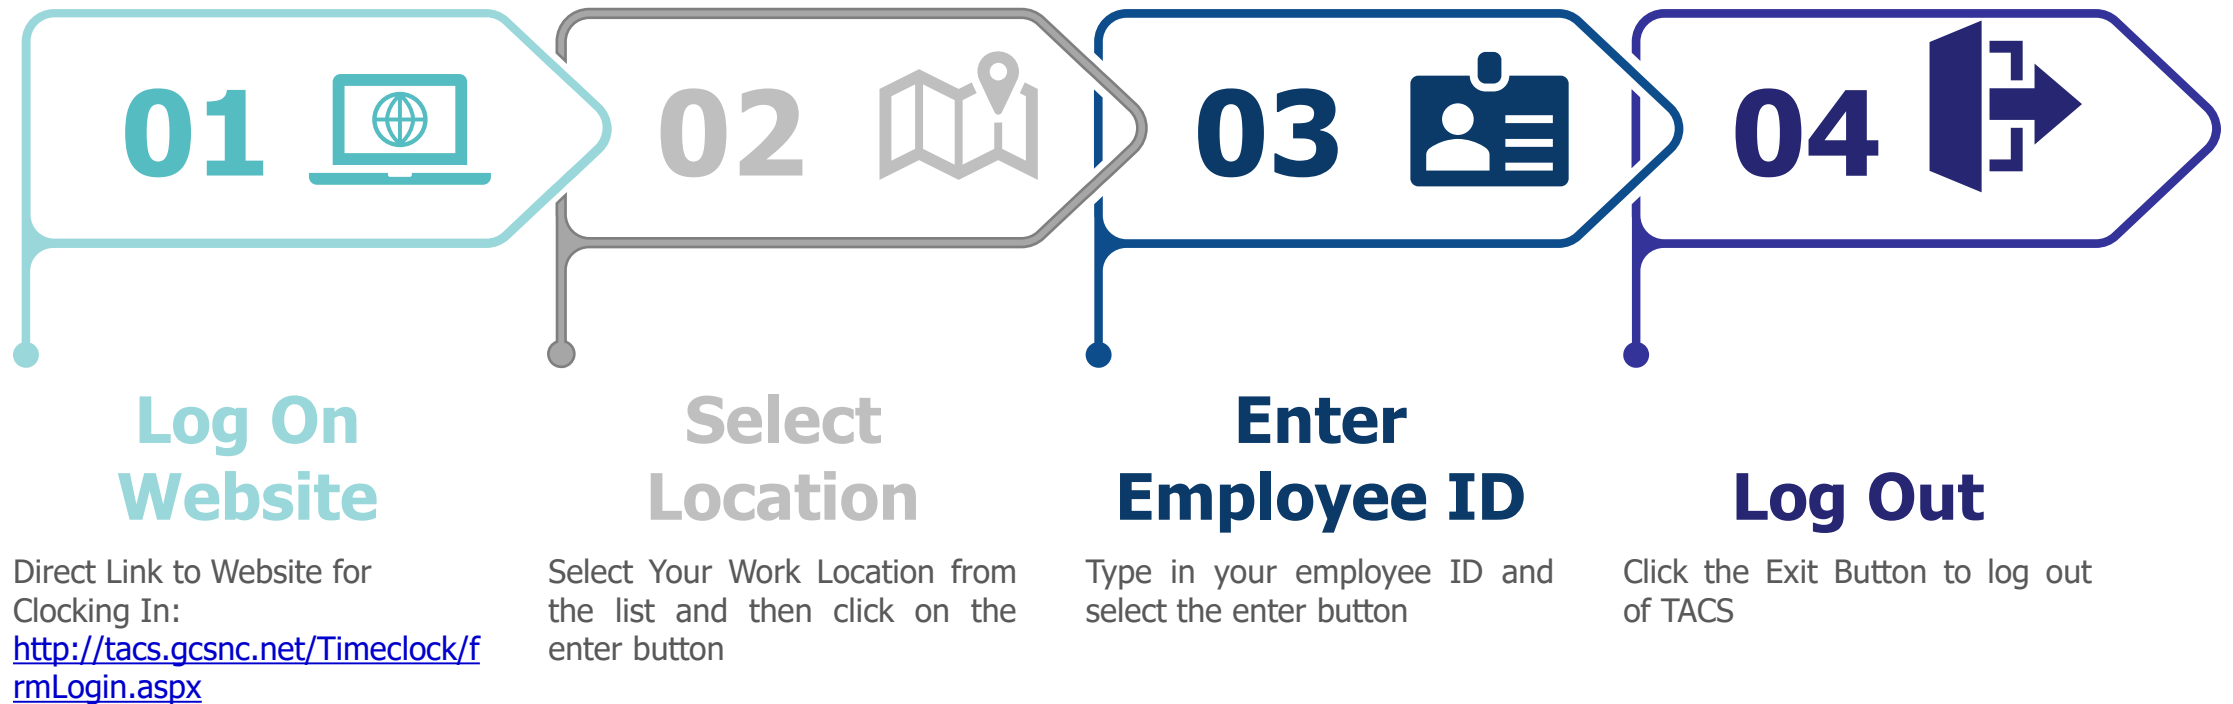 01
02
03
04
Log On
Website
Direct Link to Website for
Clocking In:
http://tacs.gcsnc.net/Timeclock/f
rmLogin.aspx
Select
Location
Select Your Work Location from
the list and then click on the
enter button
Enter
Employee ID
Type in your employee ID and
select the enter button
Log Out
Click the Exit Button to log out
of TACS